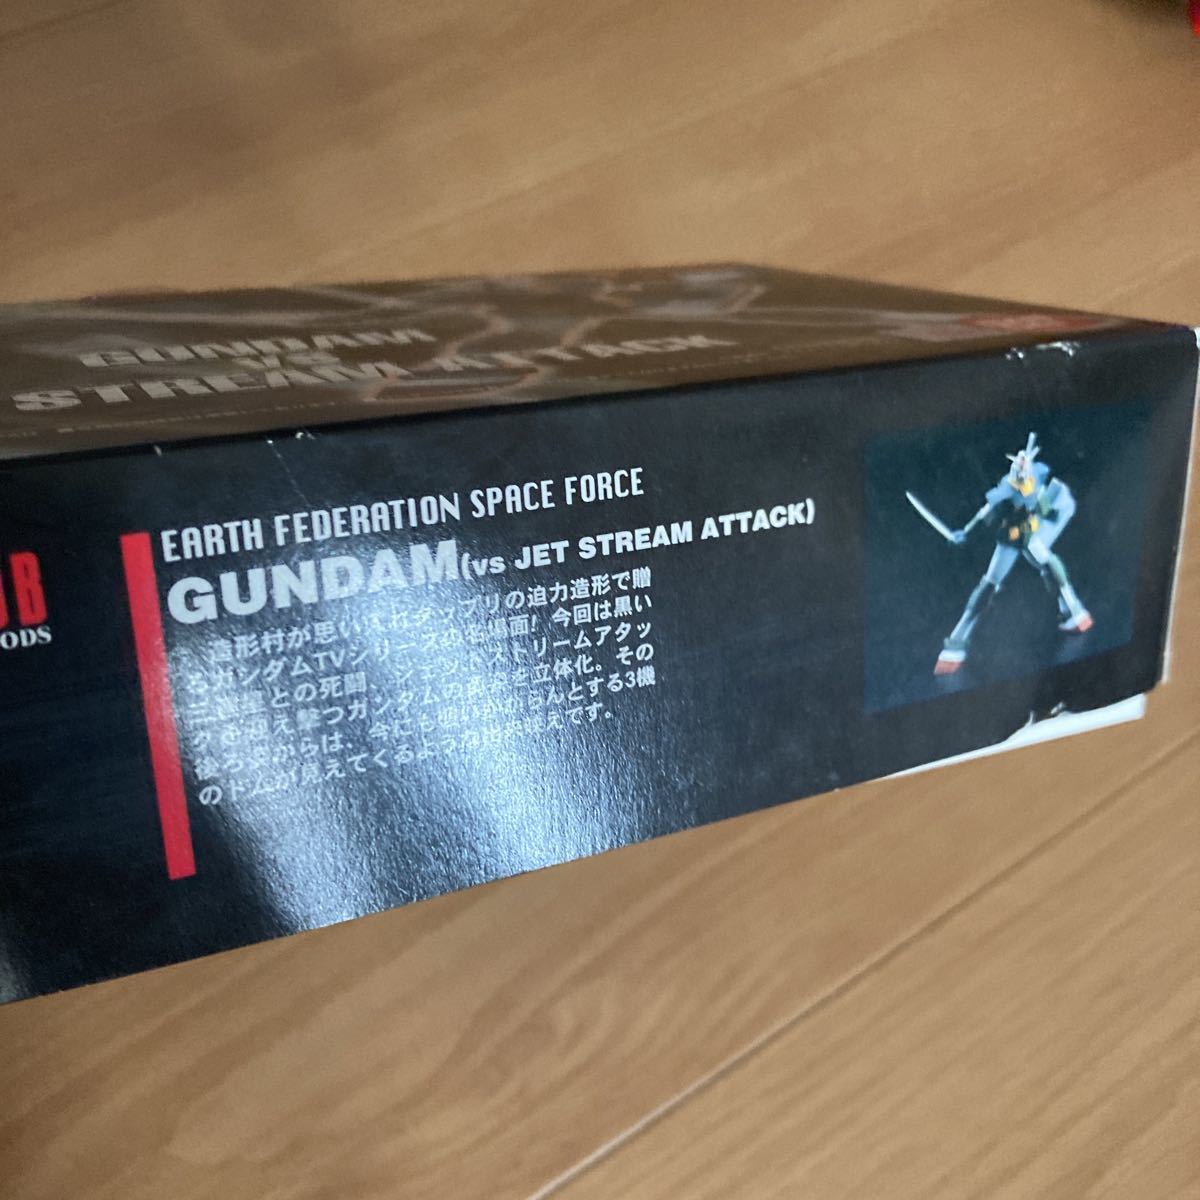 GUNDAM
VS
STREAM ATTACK
EARTH FEDERATION SPACE FORCE
GUNDAM(vs JET STREAM ATTACK)
造形村が思い入れタップリの迫力造形で贈
るガンダムTVシリーズの名場面! 今回は黒い
三連星との死闘、ジェットストリームアタッ
クを迎え撃つガンダムの勇姿を立体化。その
後ろ姿からは、今にも襲いかからんとする3機
のドムが見えてくるような出来栄えです。